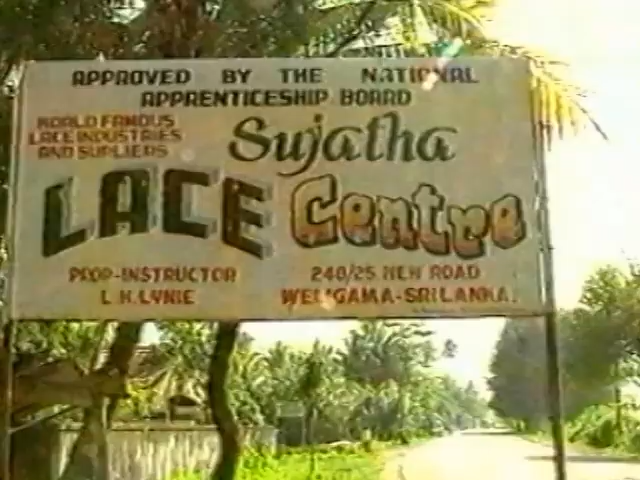 APPROVED BY THE NATIONAL
APPRENTICESHIP BOARD
WORLD FAMOUS
LACE INDUSTRIES
AND SUPLIERS
Sujatha
LACE Centre
PROP-INSTRUCTOR
L.H.LYNIE
240/25 NEW ROAD
WELIGAMA-SRI LANKA.